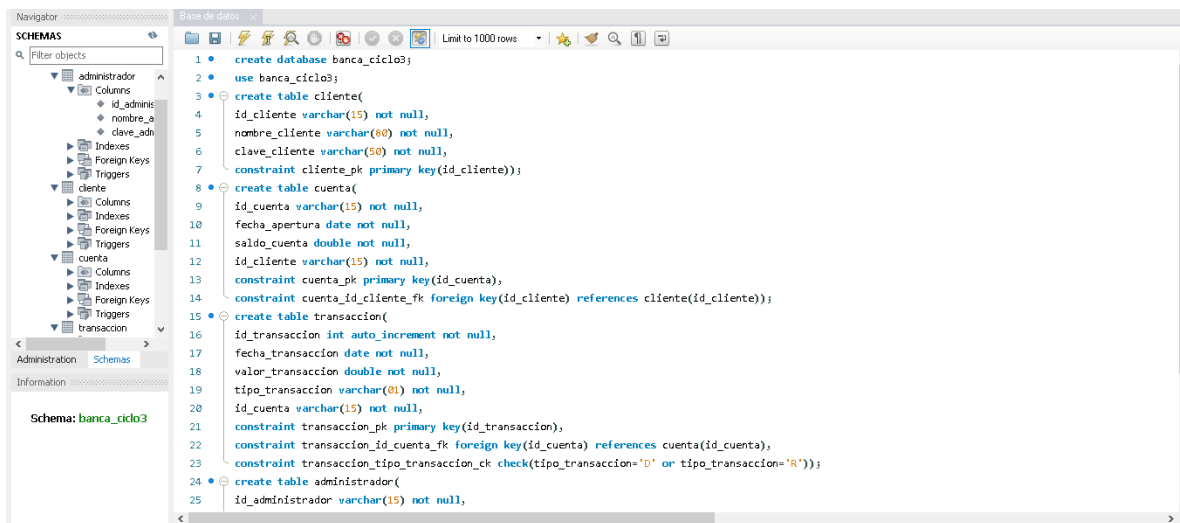 Navigator
SCHEMAS
Filter objects
administrador
Columns
id_adminis
nombre_a
clave_adn
Indexes
Foreign Keys
Triggers
cliente
Columns
Indexes
Foreign Keys
Triggers
cuenta
Columns
Indexes
Foreign Keys
Triggers
transaccion
Administration Schemas
Information
Schema: banca_ciclo3
Base de datos
Limit to 1000 rows
1 create database banca_ciclo3;
2 use banca_ciclo3;
3 create table cliente(
4 id_cliente varchar(15) not null,
5 nombre_cliente varchar(80) not null,
6 clave_cliente varchar(50) not null,
7 constraint cliente_pk primary key(id_cliente));
8 create table cuenta(
9 id_cuenta varchar(15) not null,
10 fecha_apertura date not null,
11 saldo_cuenta double not null,
12 id_cliente varchar(15) not null,
13 constraint cuenta_pk primary key(id_cuenta),
14 constraint cuenta_id_cliente_fk foreign key(id_cliente) references cliente(id_cliente));
15 create table transaccion(
16 id_transaccion int auto_increment not null,
17 fecha_transaccion date not null,
18 valor_transaccion double not null,
19 tipo_transaccion varchar(01) not null,
20 id_cuenta varchar(15) not null,
21 constraint transaccion_pk primary key(id_transaccion),
22 constraint transaccion_id_cuenta_fk foreign key(id_cuenta) references cuenta(id_cuenta),
23 constraint transaccion_tipo_transaccion_ck check(tipo_transaccion='D' or tipo_transaccion='R'));
24 create table administrador(
25 id_administrador varchar(15) not null,